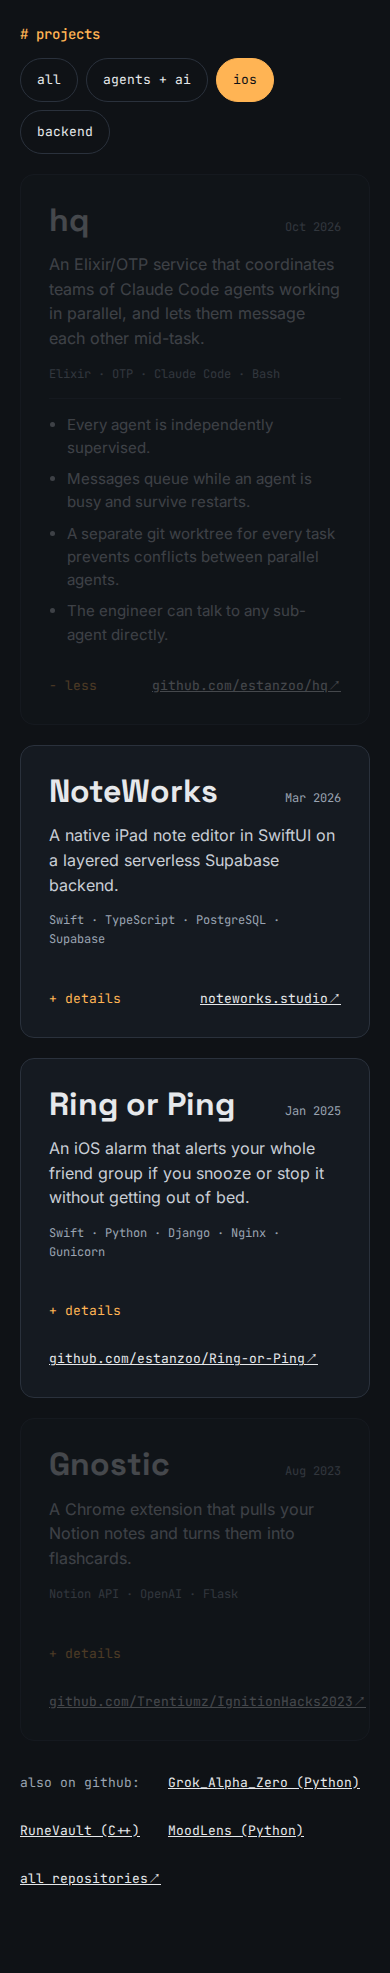 # projects
all
agents + ai
ios
backend
hq
Oct 2026
An Elixir/OTP service that coordinates
teams of Claude Code agents working
in parallel, and lets them message
each other mid-task.
Elixir · OTP · Claude Code · Bash
• Every agent is independently
supervised.
• Messages queue while an agent is
busy and survive restarts.
• A separate git worktree for every task
prevents conflicts between parallel
agents.
• The engineer can talk to any sub-
agent directly.
- less
github.com/estanzoo/hq↗
NoteWorks
Mar 2026
A native iPad note editor in SwiftUI on
a layered serverless Supabase
backend.
Swift · TypeScript · PostgreSQL ·
Supabase
+ details
noteworks.studio↗
Ring or Ping
Jan 2025
An iOS alarm that alerts your whole
friend group if you snooze or stop it
without getting out of bed.
Swift · Python · Django · Nginx ·
Gunicorn
+ details
github.com/estanzoo/Ring-or-Ping↗
Gnostic
Aug 2023
A Chrome extension that pulls your
Notion notes and turns them into
flashcards.
Notion API · OpenAI · Flask
+ details
github.com/Trentiumz/IgnitionHacks2023↗
also on github:
Grok_Alpha_Zero (Python)
RuneVault (C++)
MoodLens (Python)
all repositories↗